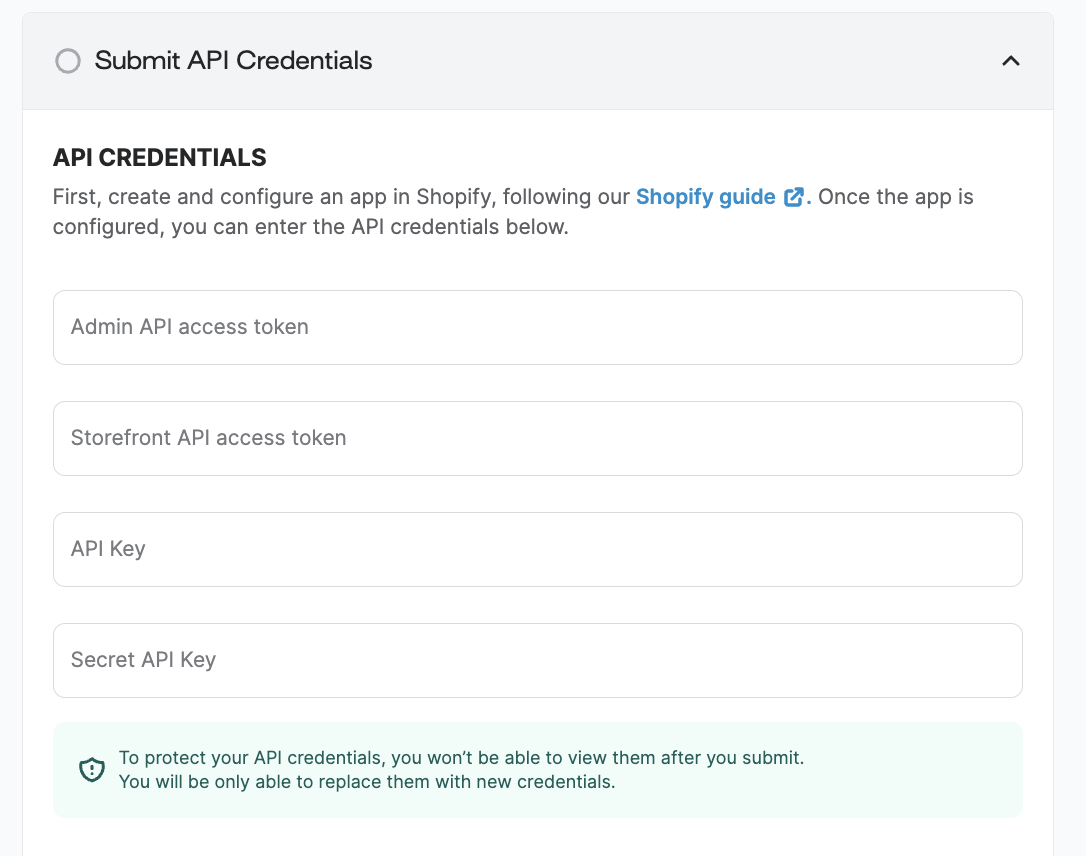 Submit API Credentials
API CREDENTIALS
First, create and configure an app in Shopify, following our Shopify guide. Once the app is
configured, you can enter the API credentials below.
Admin API access token
Storefront API access token
API Key
Secret API Key
To protect your API credentials, you won’t be able to view them after you submit.
You will be only able to replace them with new credentials.